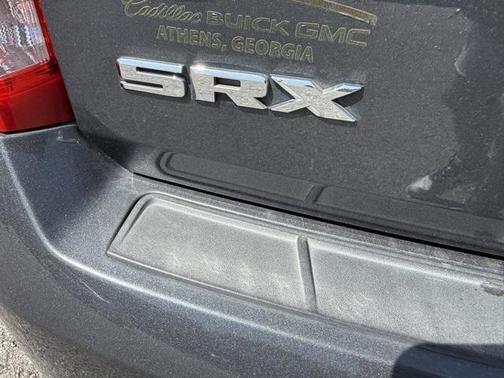 Cadillac BUICK GMC
ATHENS, GEORGIA
SRX